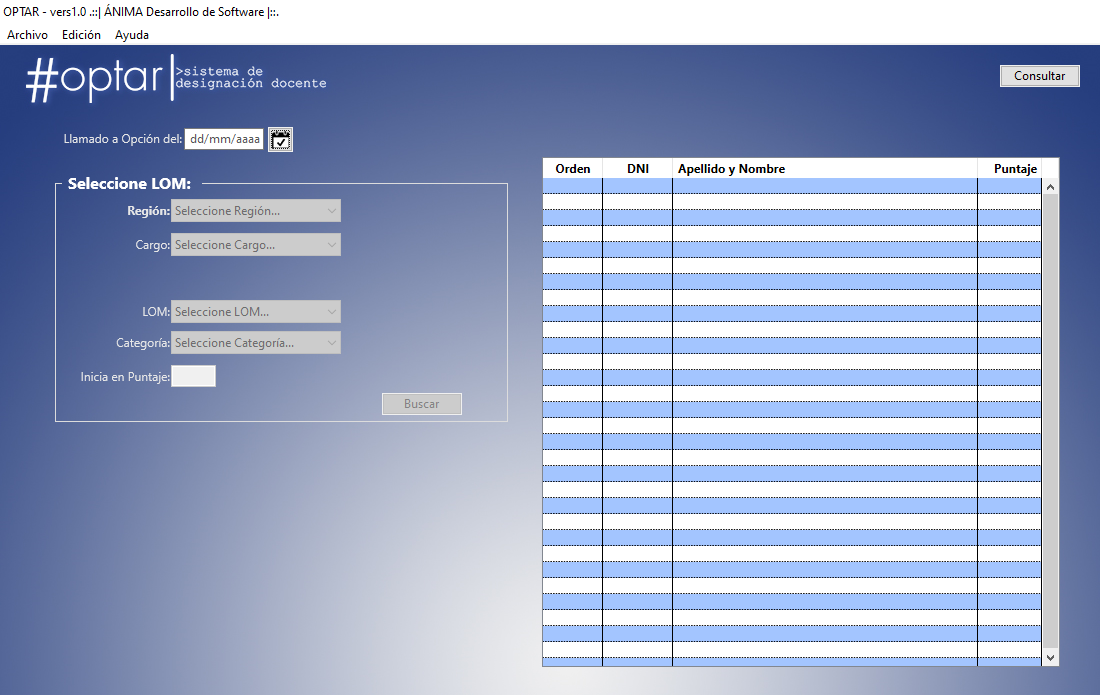 OPTAR - vers1.0 .::| ÁNIMA Desarrollo de Software |::.
Archivo Edición Ayuda
#optar >sistema de
designación docente
Consultar
Llamado a Opción del: dd/mm/aaaa
Seleccione LOM:
Región: Seleccione Región...
Cargo: Seleccione Cargo...
LOM: Seleccione LOM...
Categoría: Seleccione Categoría...
Inicia en Puntaje:
Buscar
Orden DNI Apellido y Nombre Puntaje